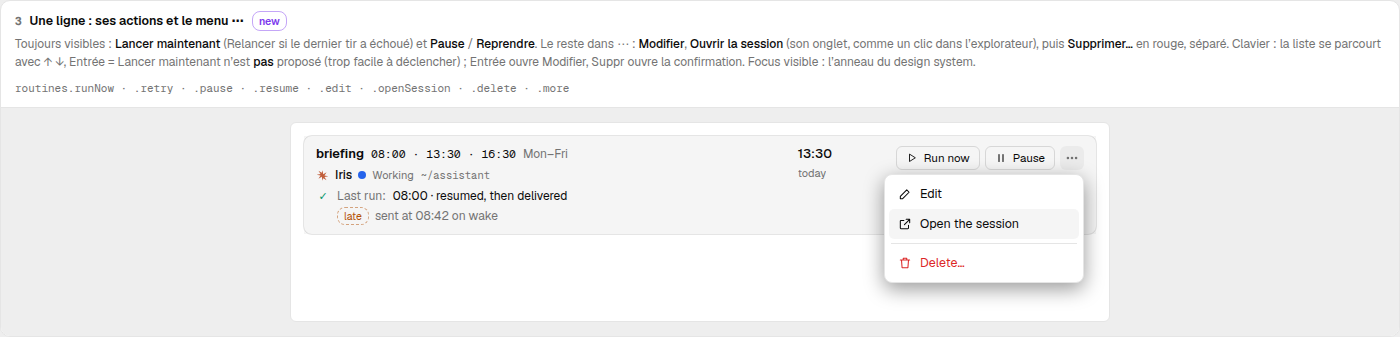 3 Une ligne : ses actions et le menu ··· new
Toujours visibles : Lancer maintenant (Relancer si le dernier tir a échoué) et Pause / Reprendre. Le reste dans ··· : Modifier, Ouvrir la session (son onglet, comme un clic dans l'explorateur), puis Supprimer… en rouge, séparé. Clavier : la liste se parcourt
avec ↑ ↓, Entrée = Lancer maintenant n'est pas proposé (trop facile à déclencher) ; Entrée ouvre Modifier, Suppr ouvre la confirmation. Focus visible : l'anneau du design system.
routines.runNow · .retry · .pause · .resume · .edit · .openSession · .delete · .more
briefing 08:00 · 13:30 · 16:30 Mon–Fri
13:30
today
Run now
Pause
···
Iris Working ~/assistant
✓ Last run: 08:00 · resumed, then delivered
late sent at 08:42 on wake
Edit
Open the session
Delete…